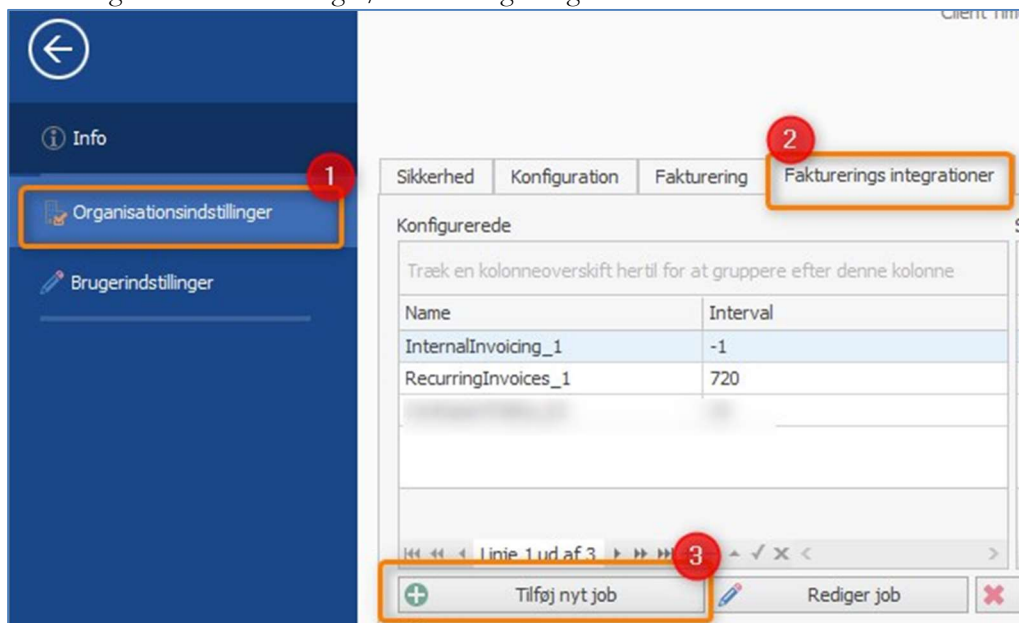 Client Tim
Info
1
2
Sikkerhed Konfiguration Fakturering Fakturerings integrationer
Organisationsindstillinger
Konfigurerede
Træk en kolonneoverskift hertil for at gruppere efter denne kolonne
Brugerindstillinger
Name Interval
InternalInvoicing_1 -1
RecurringInvoices_1 720
Linje 1 ud af 3
3
Tilføj nyt job Rediger job